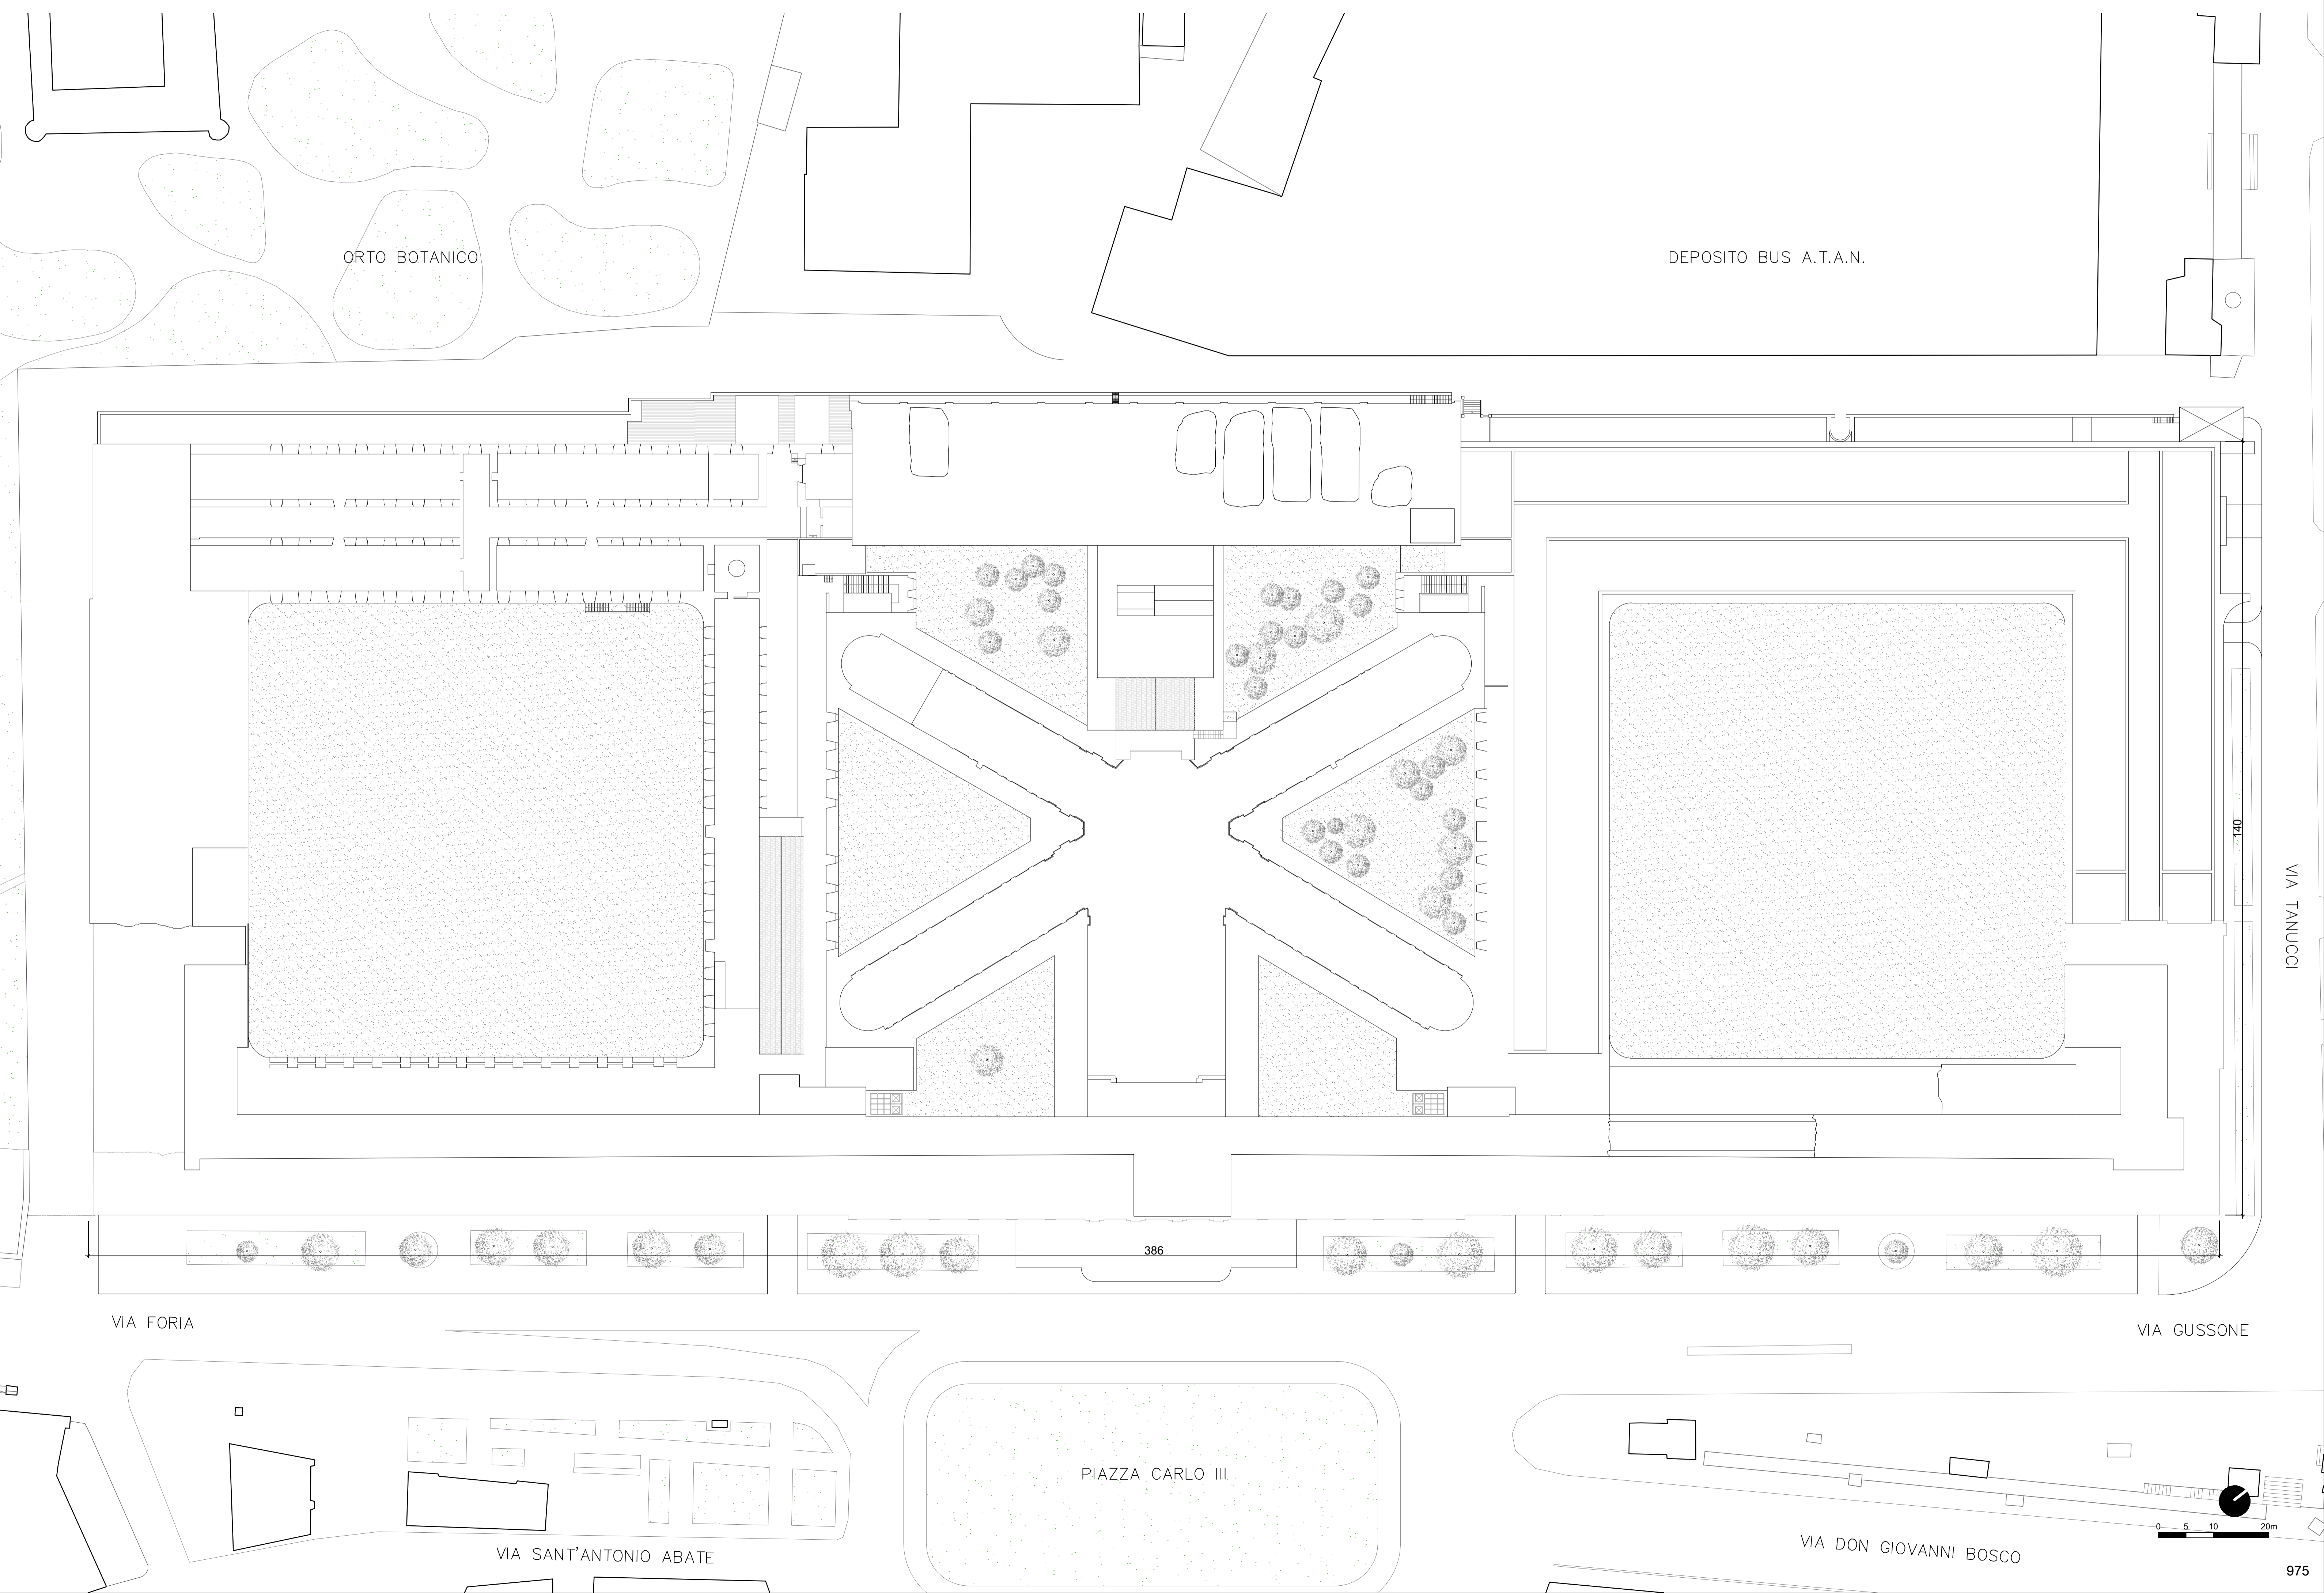 ORTO BOTANICO
DEPOSITO BUS A.T.A.N.
140
VIA TANUCCI
386
VIA FORIA
VIA GUSSONE
PIAZZA CARLO III
VIA SANT'ANTONIO ABATE
VIA DON GIOVANNI BOSCO
0 5 10 20m
975